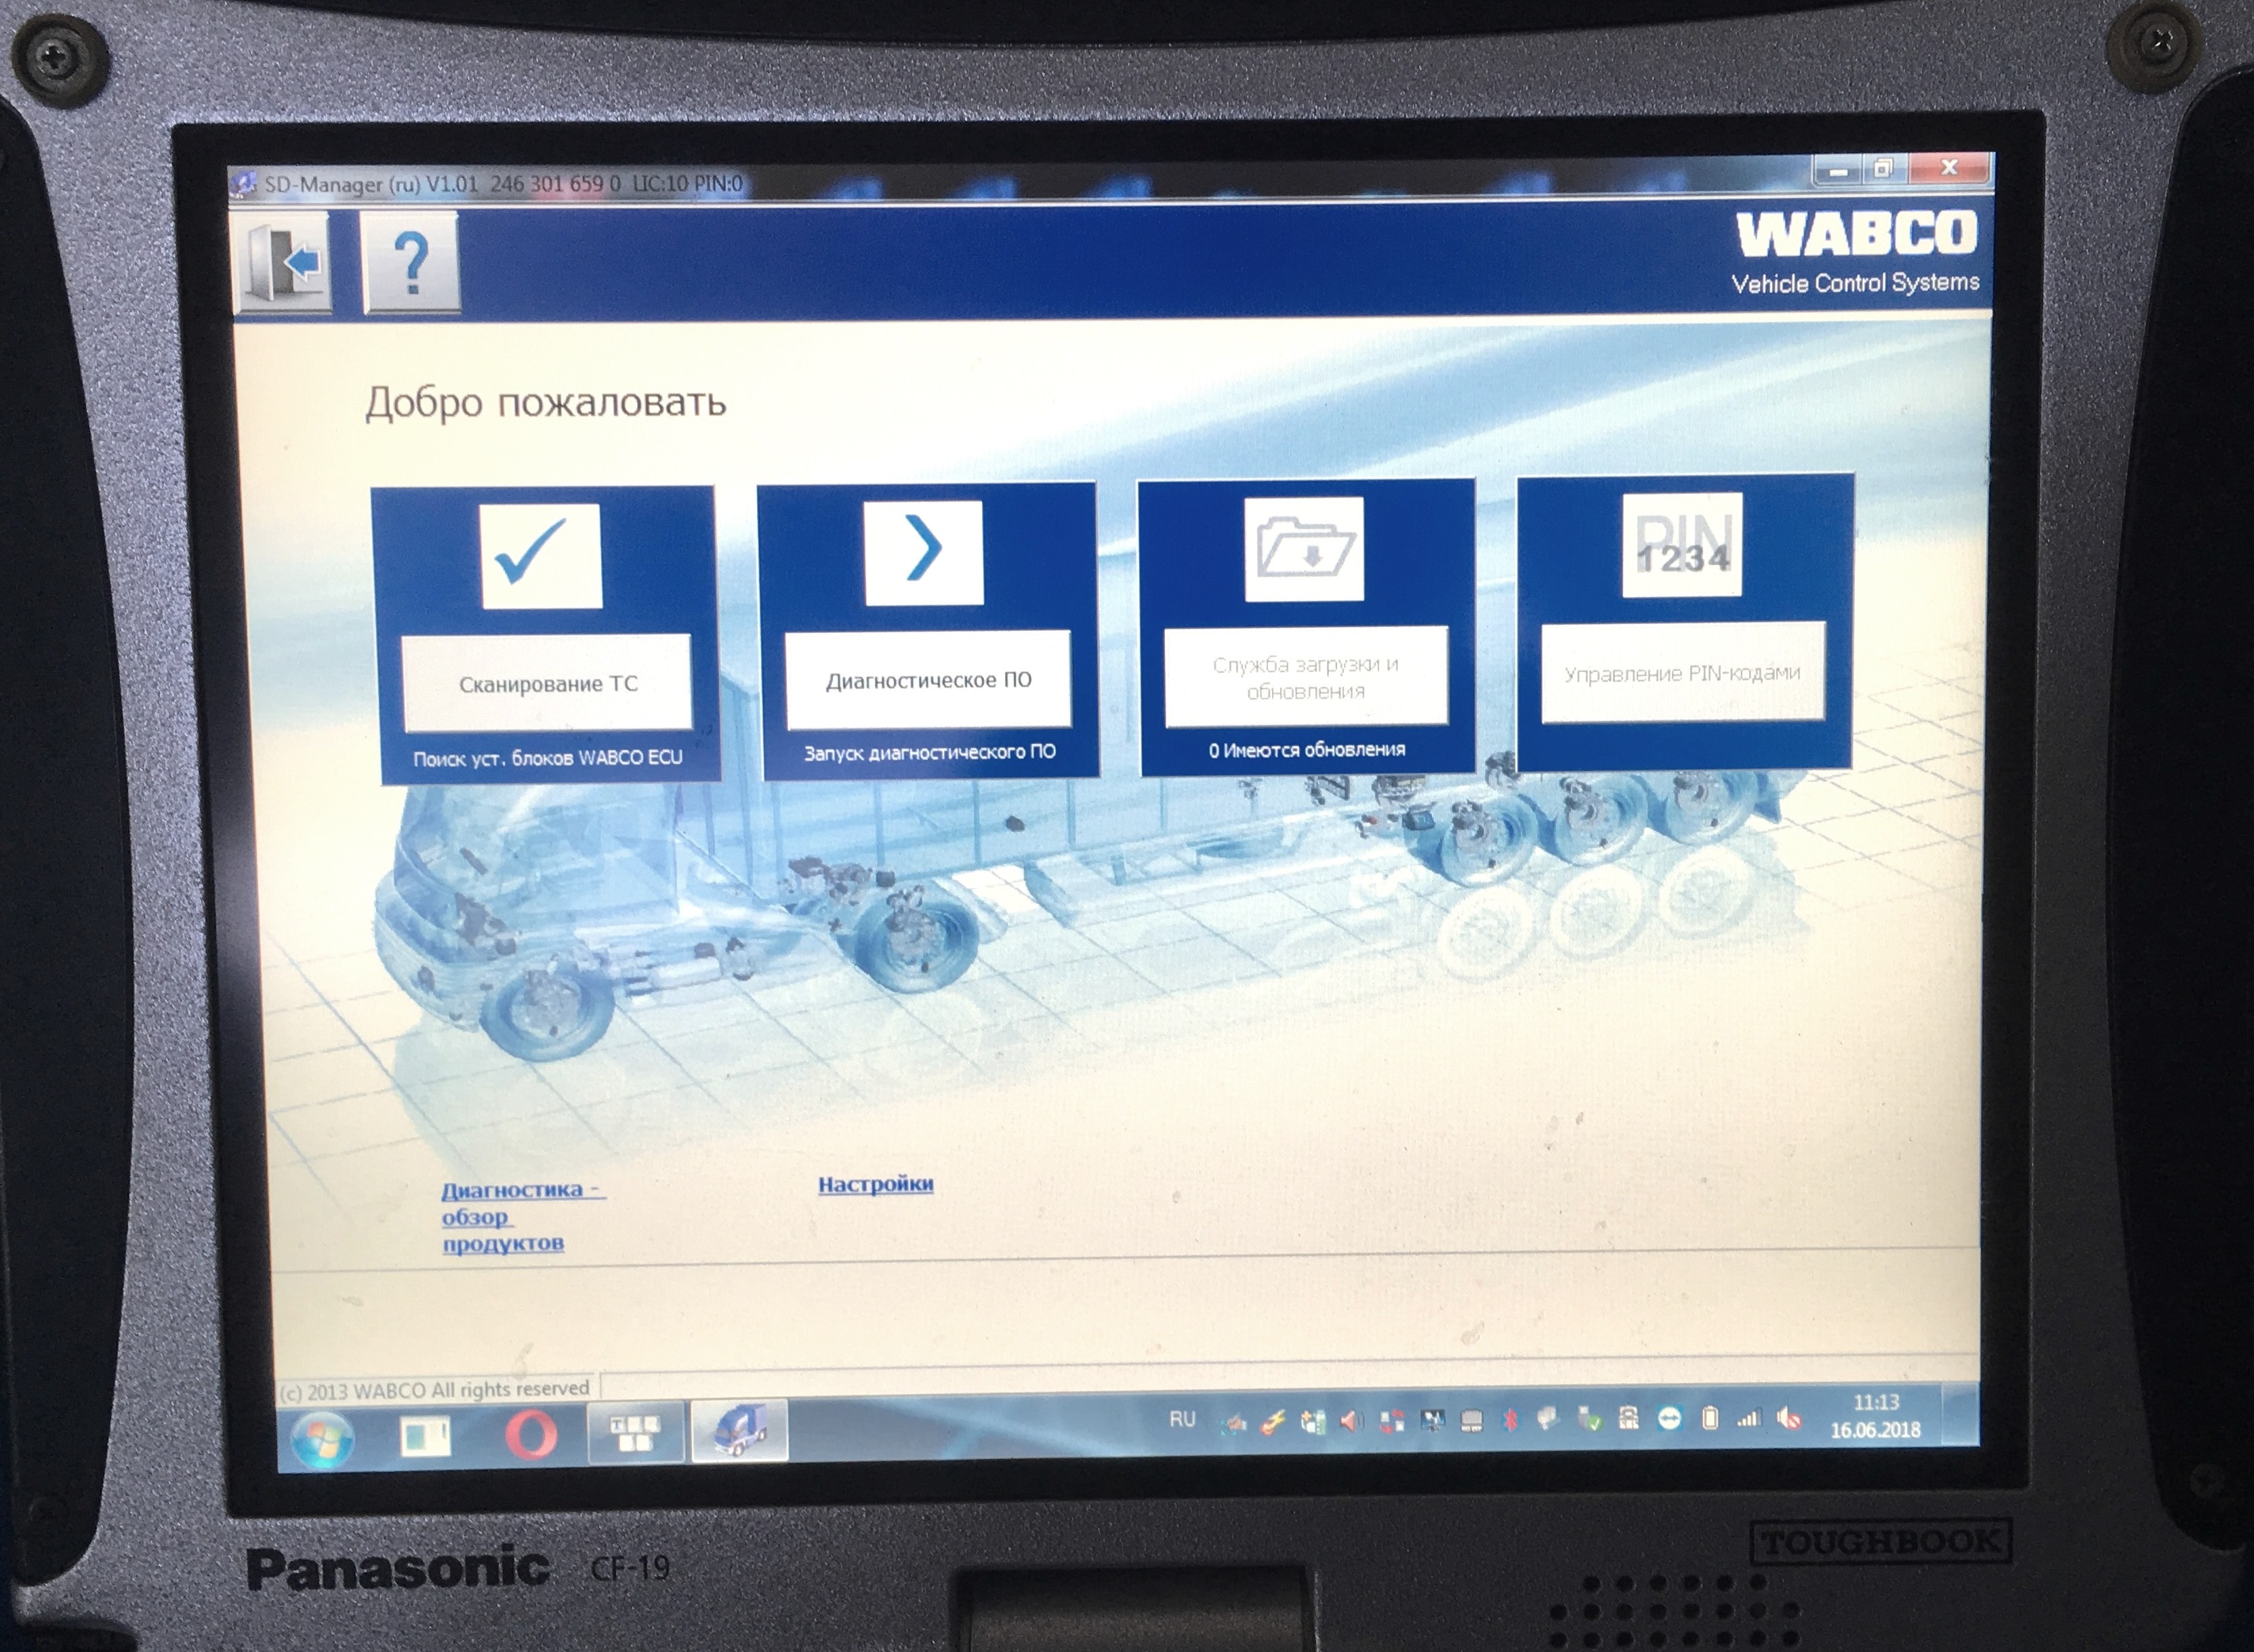 SD-Manager (ru) V1.01 246 301 659 0 LIC:10 PIN:0
?
WABCO
Vehicle Control Systems
Добро пожаловать
PIN
1234
Сканирование ТС
Диагностическое ПО
Служба загрузки и
обновления
Управление PIN-кодами
Поиск уст. блоков WABCO ECU
Запуск диагностического ПО
0 Имеются обновления
Диагностика -
обзор
продуктов
Настройки
(c) 2013 WABCO All rights reserved
RU
11:13
16.06.2018
Panasonic CF-19
TOUGHBOOK